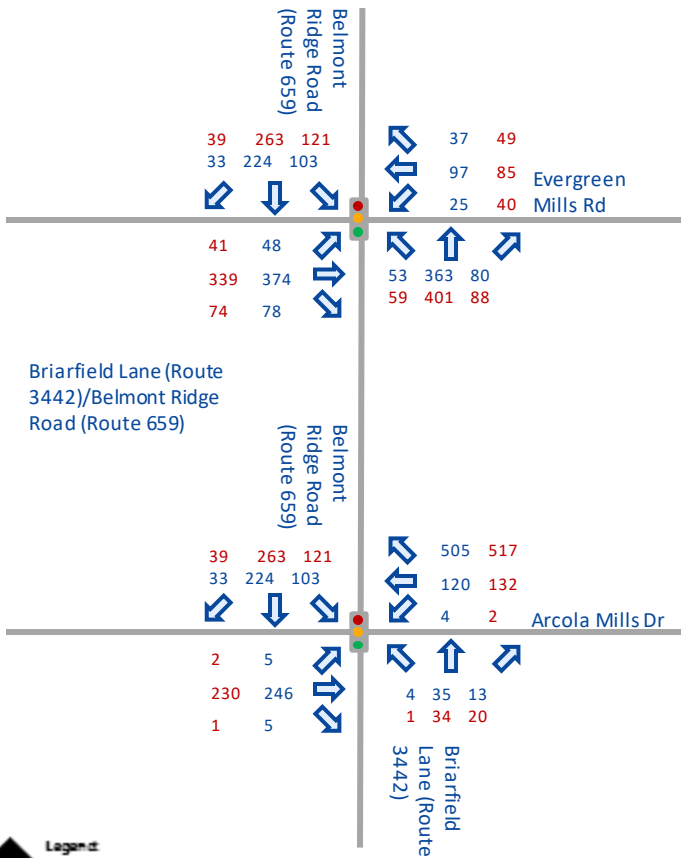 Belmont
Ridge Road
(Route 659)
39 263 121
33 224 103
37 49
97 85
25 40
Evergreen
Mills Rd
41 48
339 374
74 78
53 363 80
59 401 88
Briarfield Lane (Route
3442)/Belmont Ridge
Road (Route 659)
Belmont
Ridge Road
(Route 659)
39 263 121
33 224 103
505 517
120 132
4 2
Arcola Mills Dr
2 5
230 246
1 5
4 35 13
1 34 20
Briarfield
Lane (Route
3442)
Legend: